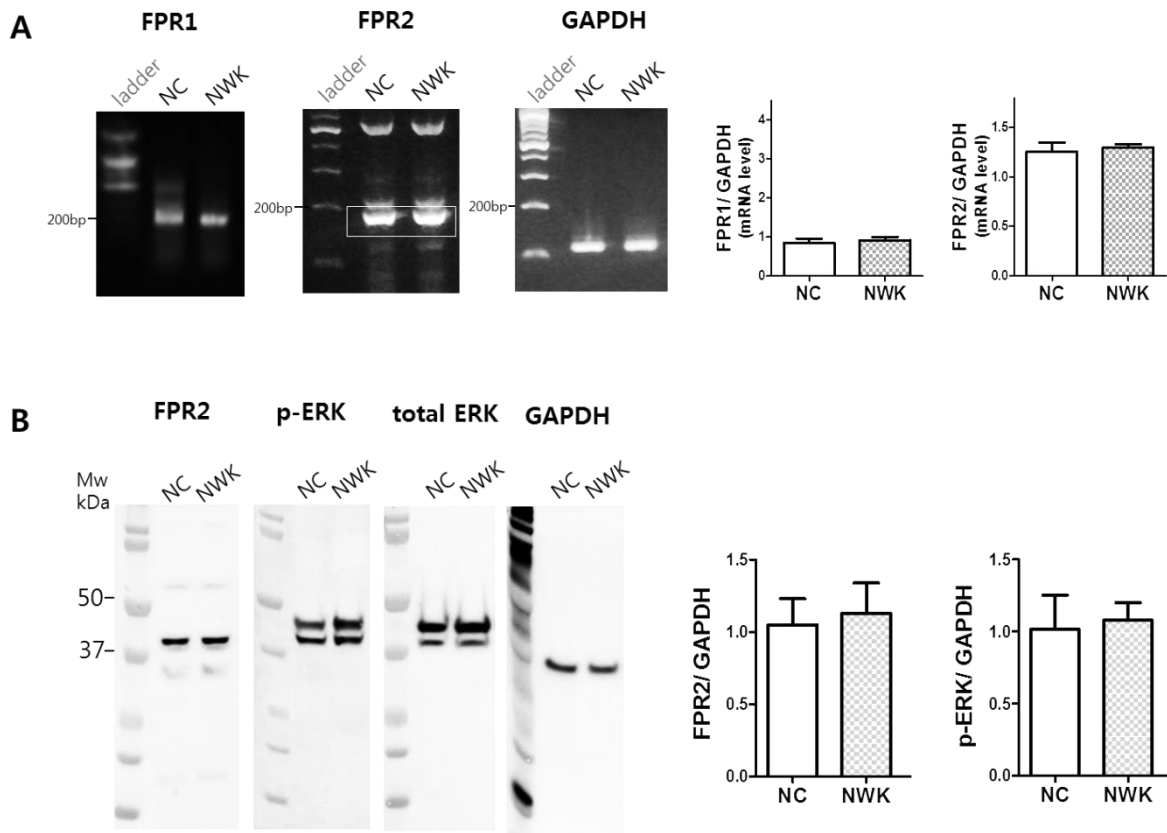 A
FPR1
FPR2
GAPDH
ladder
NC
NWK
ladder
NC
NWK
ladder
NC
NWK
200bp
200bp
200bp
FPR1/ GAPDH
(mRNA level)
4
3
2
1
0
NC
NWK
FPR2/ GAPDH
(mRNA level)
1.5
1.0
0.5
0.0
NC
NWK
B
FPR2
p-ERK
total ERK
GAPDH
Mw
kDa
NC
NWK
NC
NWK
NC
NWK
NC
NWK
50
37
FPR2/ GAPDH
1.5
1.0
0.5
0.0
NC
NWK
p-ERK/ GAPDH
1.5
1.0
0.5
0.0
NC
NWK